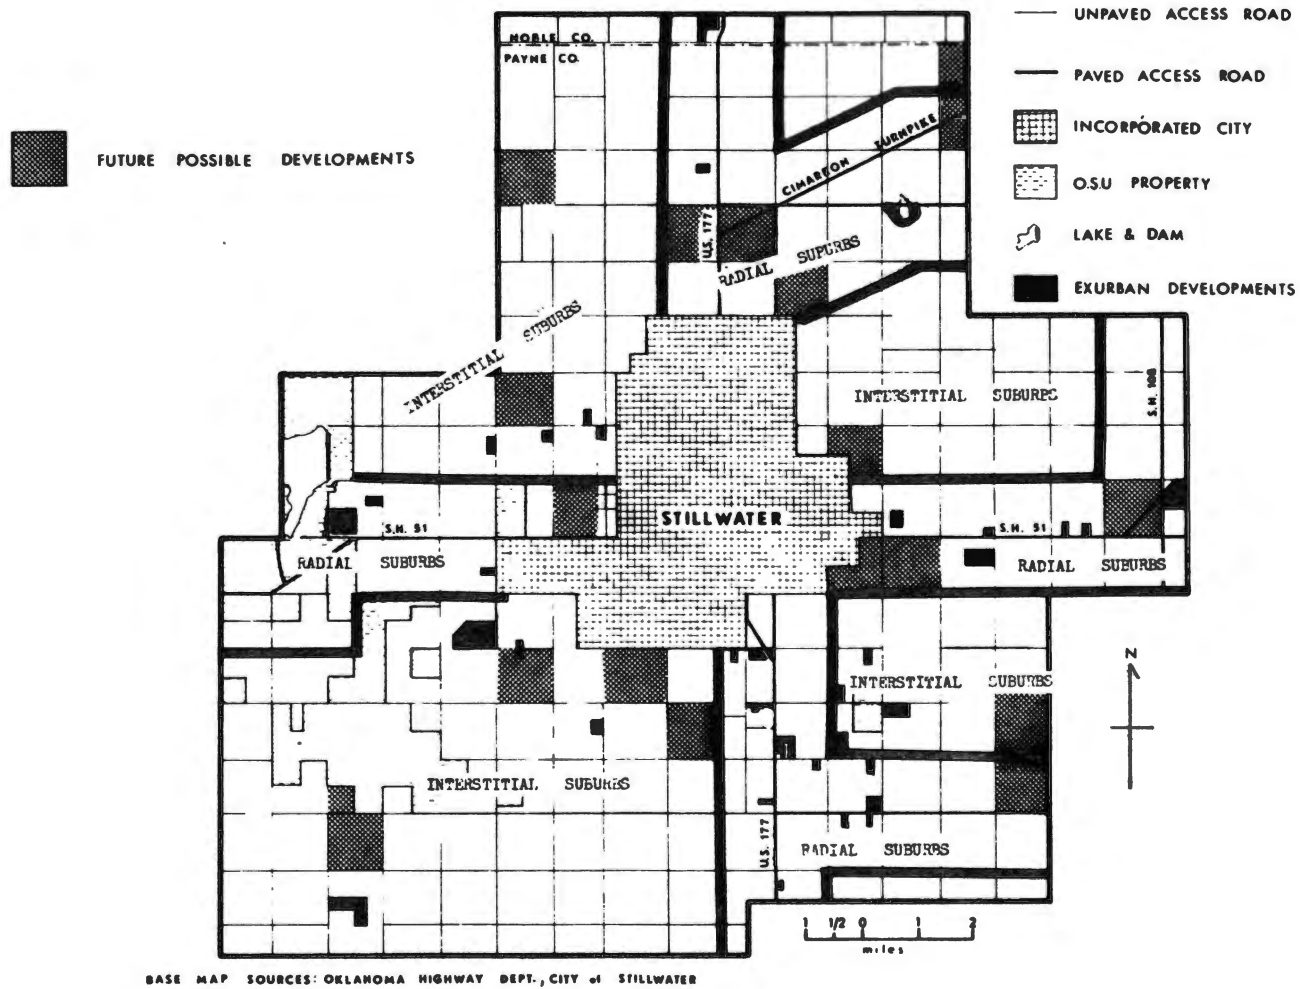 UNPAVED ACCESS ROAD
PAVED ACCESS ROAD
INCORPORATED CITY
O.S.U PROPERTY
LAKE & DAM
EXURBAN DEVELOPMENTS
FUTURE POSSIBLE DEVELOPMENTS
NOBLE CO.
PAYNE CO.
CIMARRON TURNPIKE
U.S. 177
RADIAL SUPURBS
INTERSTITIAL SUBURBS
INTERSTITIAL SUBURBS
S.H. 108
STILLWATER
S.H. 51
S.H. 51
RADIAL SUBURBS
RADIAL SUBURBS
N
INTERSTITIAL SUBURBS
INTERSTITIAL SUBURBS
U.S. 177
RADIAL SUBURBS
1 1/2 0 1 2
miles
BASE MAP SOURCES: OKLAHOMA HIGHWAY DEPT., CITY of STILLWATER